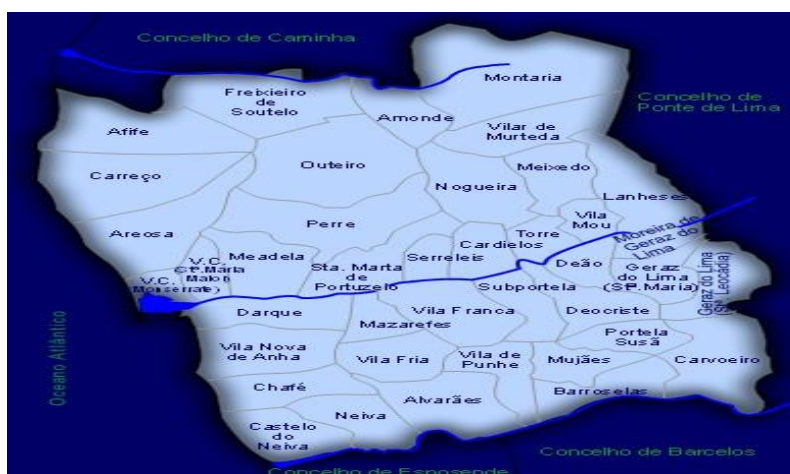 Concelho de Caminha
Montaria
Freixieiro
de
Soutelo
Concelho de
Ponte de Lima
Afife
Amonde
Vilar de
Murteda
Outeiro
Meixedo
Carreço
Nogueira
Lanheses
Vila
Mou
Perre
Areosa
Torre
Moreira de
Geraz do
Lima
Cardielos
Meadela
Serreleis
V.C.
(Stª.Maria
Maior)
Deão
Sta. Marta
de
Portuzelo
Geraz
do Lima
(Stª.Maria)
Geraz do Lima
(Stª. Leocádia)
V.C.
Monserrate)
Subportela
Darque
Vila Franca
Deocriste
Mazarefes
Portela
Susã
Vila Nova
de Anha
Vila Fria
Vila de
Punhe
Mujães
Carvoeiro
Oceano Atlântico
Chafé
Barroselas
Alvarães
Neiva
Castelo
do
Neiva
Concelho de Barcelos
Concelho de Esposende